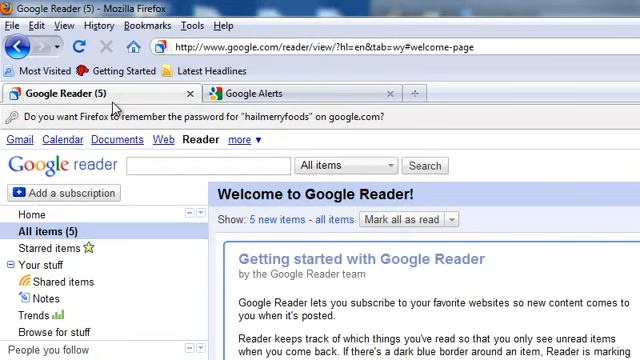 Google Reader (5) - Mozilla Firefox
File Edit View History Bookmarks Tools Help
http://www.google.com/reader/view/?hl=en&tab=wy#welcome-page
Most Visited Getting Started Latest Headlines
Google Reader (5) Google Alerts
Do you want Firefox to remember the password for "hailmerryfoods" on google.com?
Gmail Calendar Documents Web Reader more ▼
Google reader All items Search
Add a subscription
Welcome to Google Reader!
Home
Show: 5 new items - all items Mark all as read
All items (5)
Starred items
Your stuff
Shared items
Notes
Trends
Browse for stuff
People you follow
Getting started with Google Reader
by the Google Reader team
Google Reader lets you subscribe to your favorite websites so new content comes to
you when it's posted.
Reader keeps track of which things you've read so that you only see unread items
when you come back. If there's a dark blue border around an item, Reader is marking